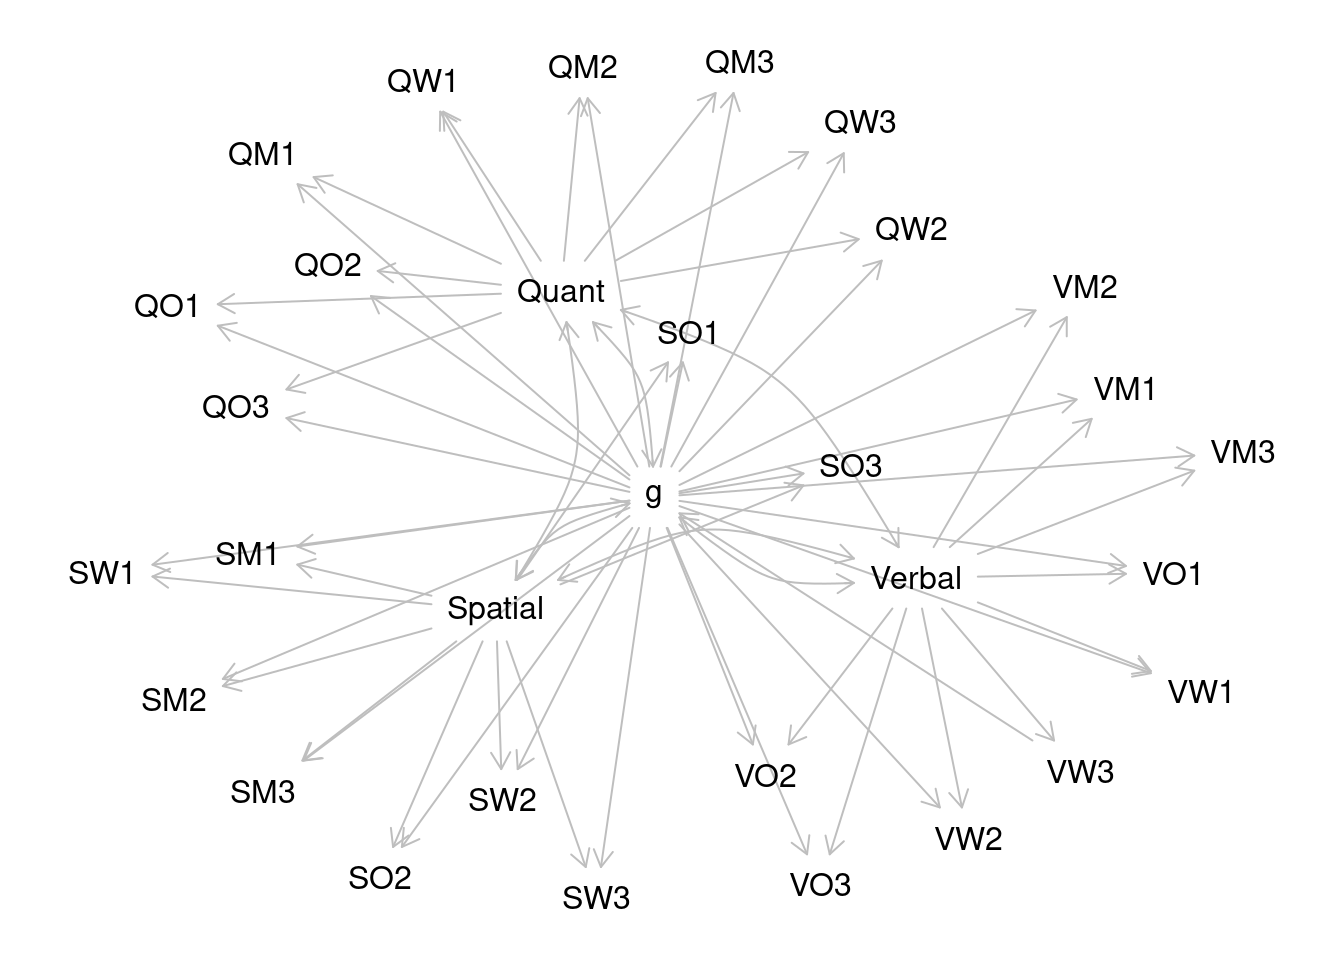 QM3
QM2
QW1
QW3
QM1
QW2
QO2
VM2
Quant
QO1
SO1
VM1
QO3
VM3
SO3
g
SM1
SW1
VO1
Verbal
Spatial
VW1
SM2
VW3
VO2
SM3
SW2
VW2
SO2
VO3
SW3